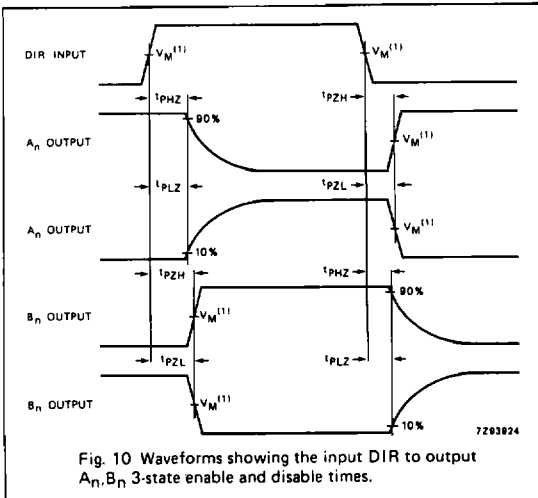 DIR INPUT
VM(1)
VM(1)
tPHZ
tPZH
90%
An OUTPUT
VM(1)
tPLZ
tPZL
An OUTPUT
VM(1)
10%
tPZH
tPHZ
90%
Bn OUTPUT
VM(1)
tPZL
tPLZ
Bn OUTPUT
VM(1)
10%
7Z93924
Fig. 10 Waveforms showing the input DIR to output
An,Bn 3-state enable and disable times.